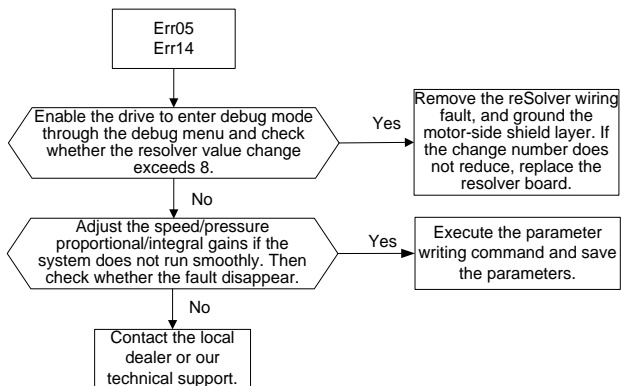 Err05
Err14
Enable the drive to enter debug mode
through the debug menu and check
whether the resolver value change
exceeds 8.
Yes
Remove the reSolver wiring
fault, and ground the
motor-side shield layer. If
the change number does
not reduce, replace the
resolver board.
No
Adjust the speed/pressure
proportional/integral gains if the
system does not run smoothly. Then
check whether the fault disappear.
Yes
Execute the parameter
writing command and save
the parameters.
No
Contact the local
dealer or our
technical support.